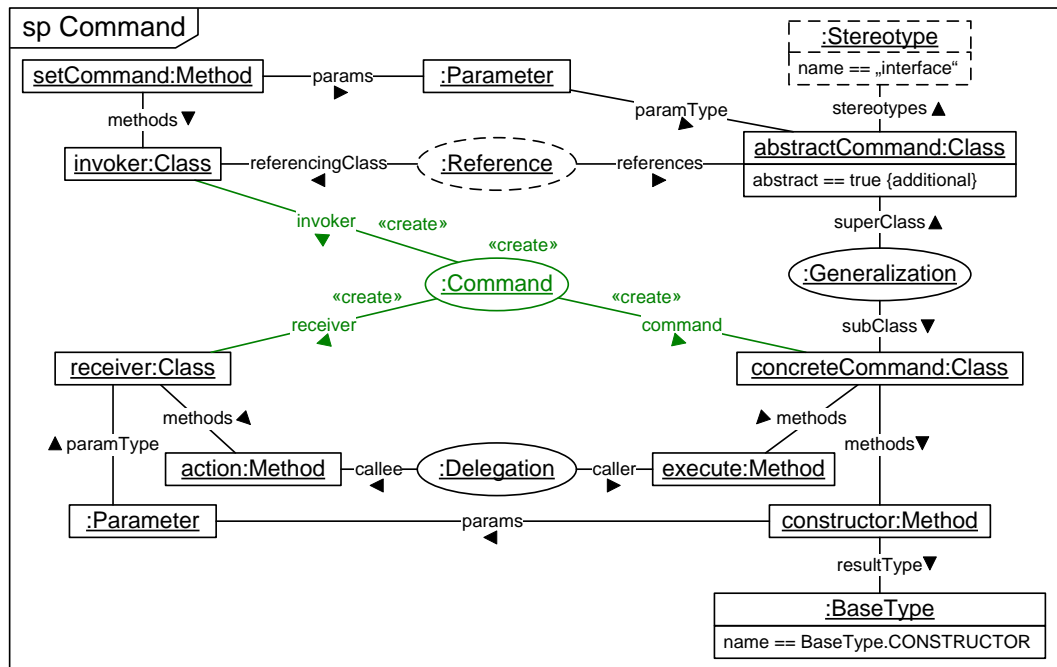 sp Command
:Stereotype
name == „interface“
setCommand:Method
params
:Parameter
paramType
stereotypes
methods
invoker:Class
referencingClass
:Reference
references
abstractCommand:Class
abstract == true {additional}
invoker
«create»
«create»
superClass
:Command
:Generalization
«create»
«create»
receiver
command
subClass
receiver:Class
concreteCommand:Class
methods
methods
paramType
methods
action:Method
callee
:Delegation
caller
execute:Method
:Parameter
params
constructor:Method
resultType
:BaseType
name == BaseType.CONSTRUCTOR